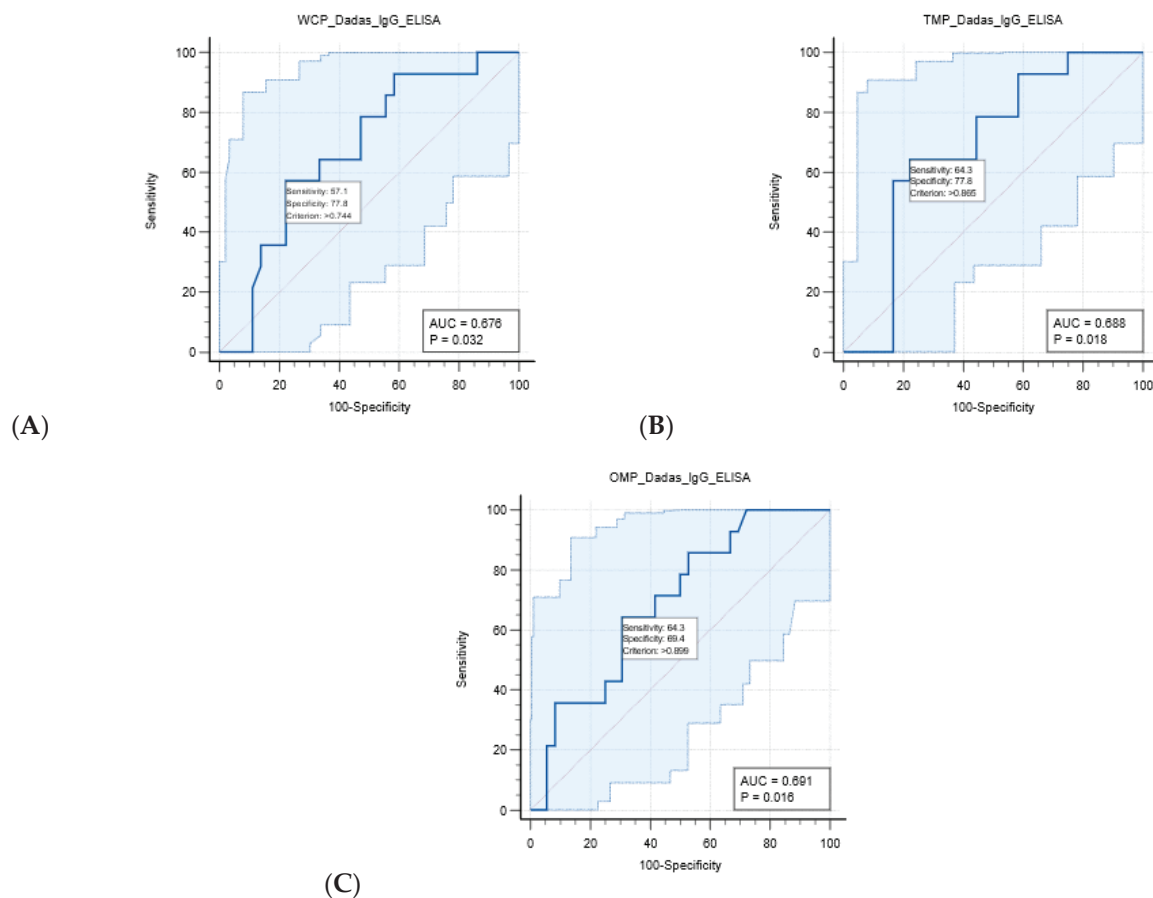 WCP_Dadas_IgG_ELISA
100
80
60
40
20
0
Sensitivity
Sensitivity: 57.1
Specificity: 77.8
Criterion: >0.744
AUC = 0.676
P = 0.032
0 20 40 60 80 100
100-Specificity
(A)
TMP_Dadas_IgG_ELISA
100
80
60
40
20
0
Sensitivity
Sensitivity: 64.3
Specificity: 77.8
Criterion: >0.865
AUC = 0.688
P = 0.018
0 20 40 60 80 100
100-Specificity
(B)
OMP_Dadas_IgG_ELISA
100
80
60
40
20
0
Sensitivity
Sensitivity: 64.3
Specificity: 69.4
Criterion: >0.899
AUC = 0.691
P = 0.016
0 20 40 60 80 100
100-Specificity
(C)